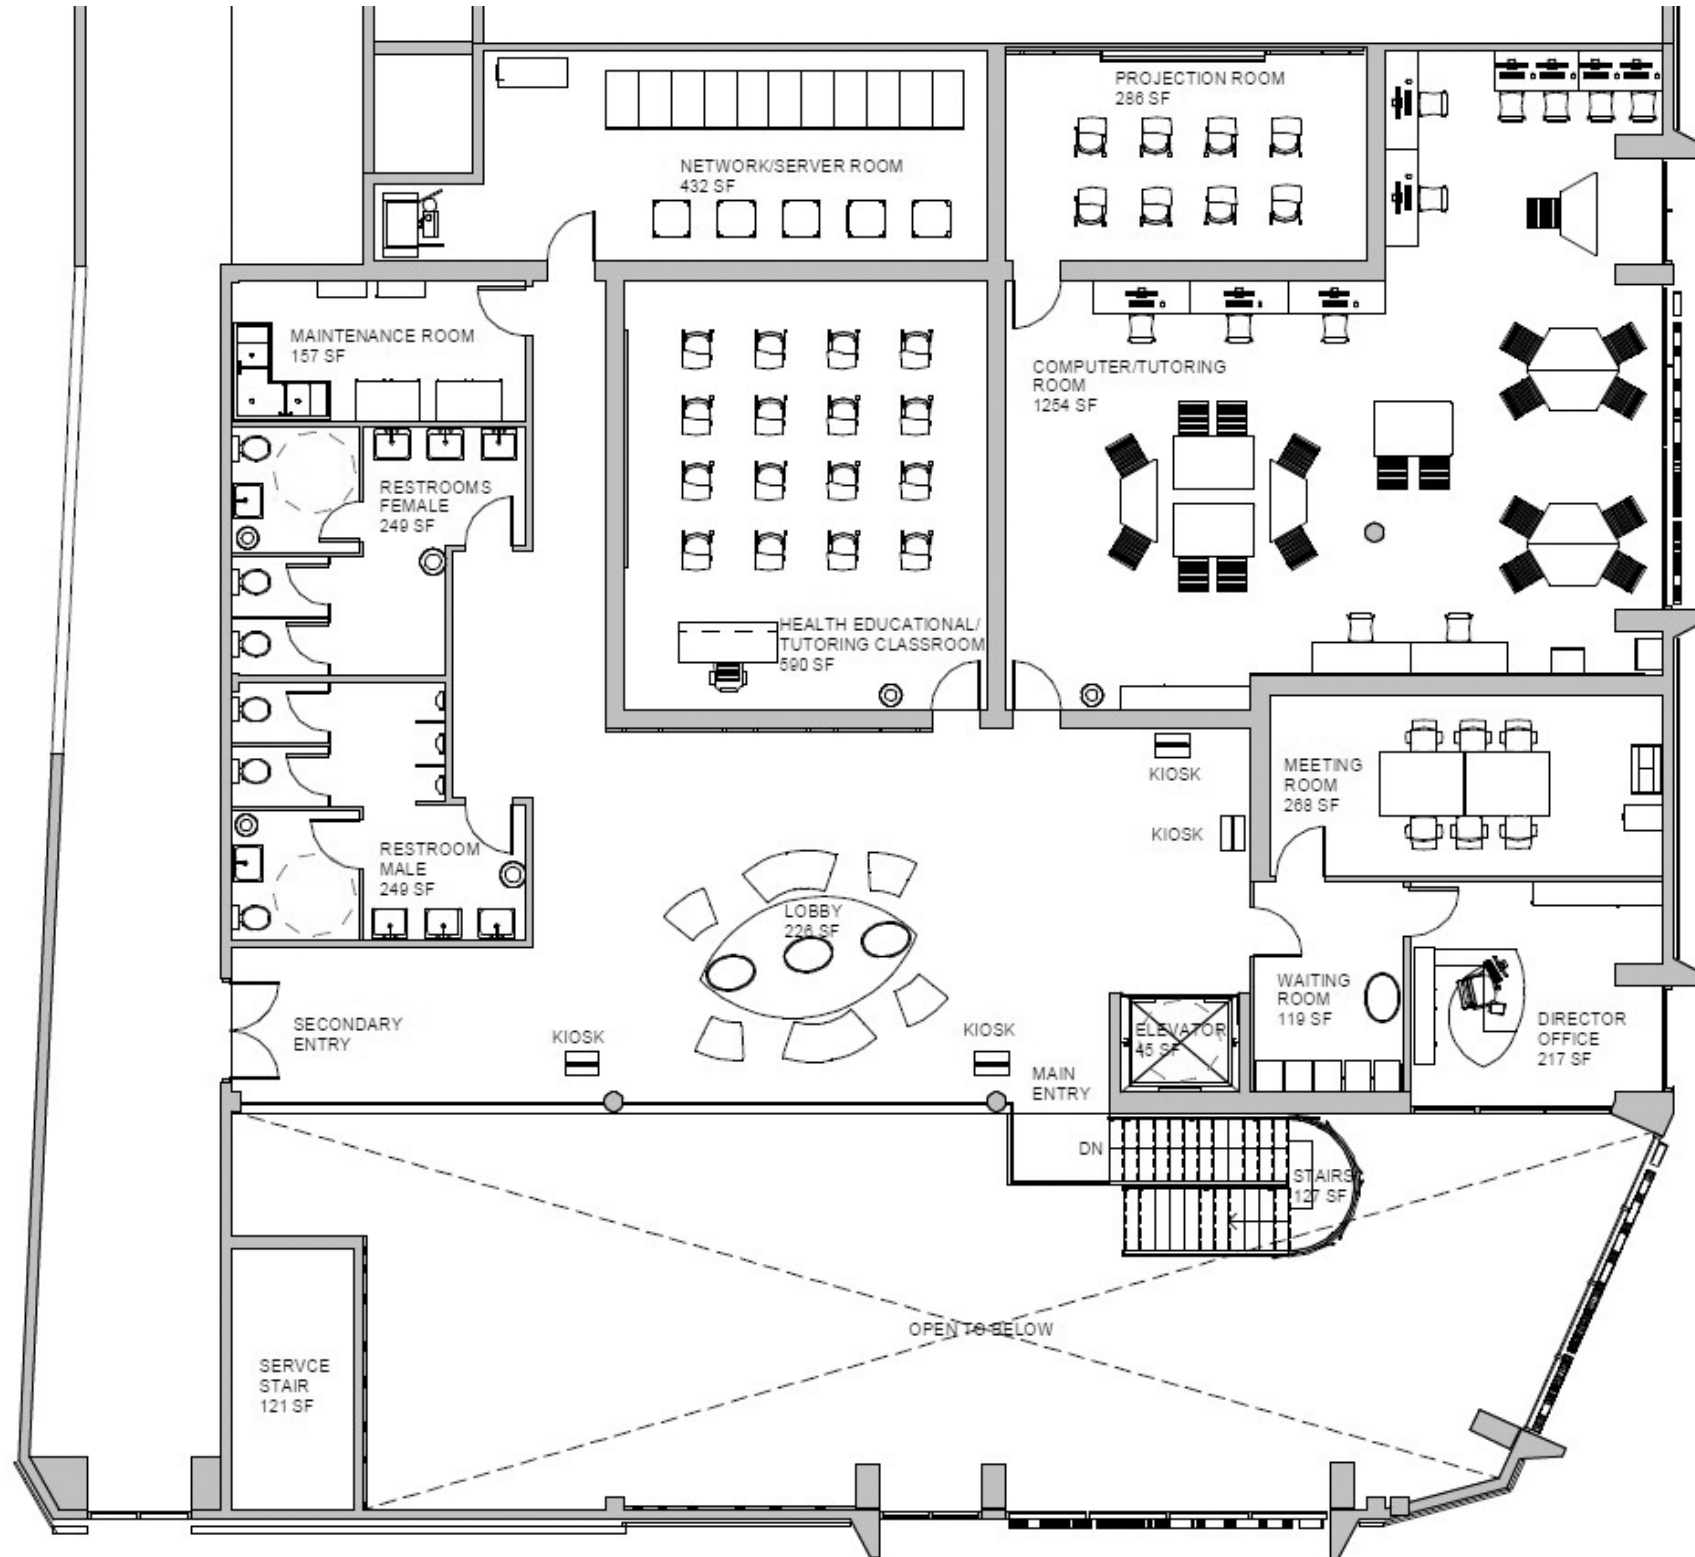 PROJECTION ROOM
286 SF
NETWORK/SERVER ROOM
432 SF
MAINTENANCE ROOM
157 SF
COMPUTER/TUTORING
ROOM
1254 SF
RESTROOMS
FEMALE
249 SF
HEALTH EDUCATIONAL/
TUTORING CLASSROOM
590 SF
KIOSK
MEETING
ROOM
268 SF
KIOSK
RESTROOM
MALE
249 SF
LOBBY
226 SF
WAITING
ROOM
119 SF
SECONDARY
ENTRY
KIOSK
KIOSK
ELEVATOR
45 SF
DIRECTOR
OFFICE
217 SF
MAIN
ENTRY
DN
STAIRS
127 SF
OPEN TO BELOW
SERVCE
STAIR
121 SF